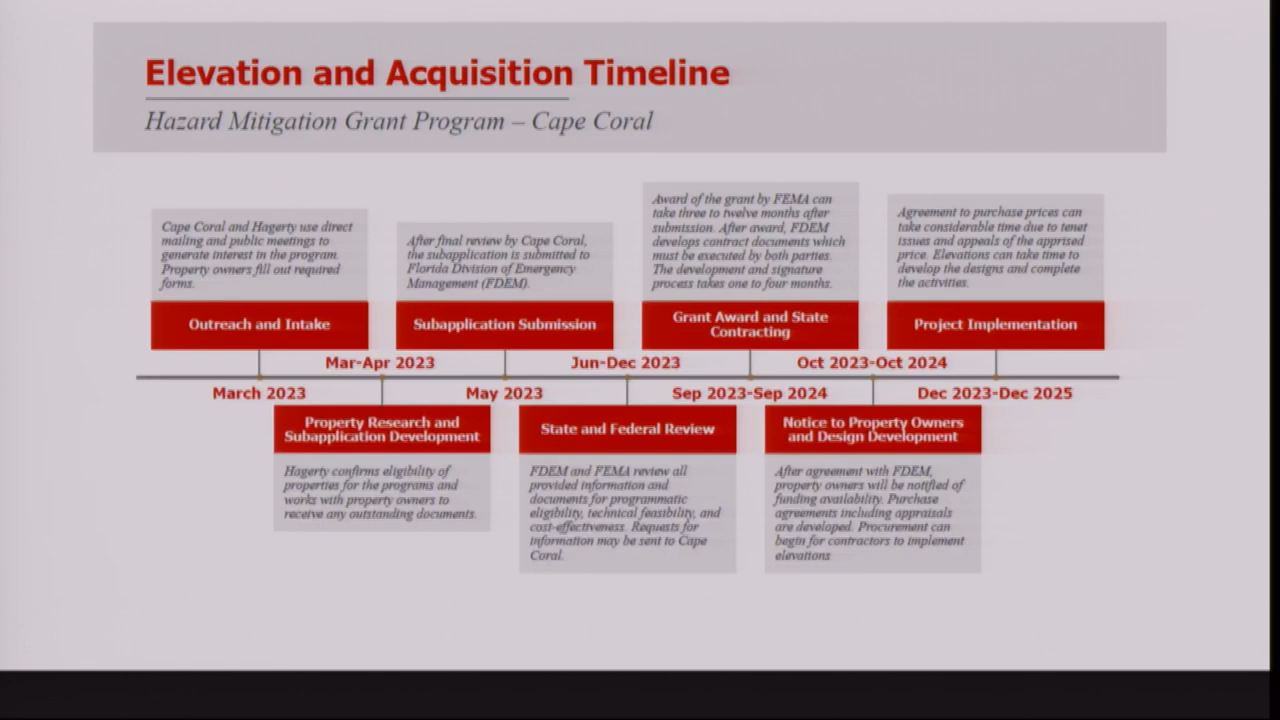 Elevation and Acquisition Timeline
Hazard Mitigation Grant Program – Cape Coral
Cape Coral and Hagerty use direct
mailing and public meetings to
generate interest in the program.
Property owners fill out required
forms.
Outreach and Intake
March 2023
Mar-Apr 2023
Property Research and
Subapplication Development
Hagerty confirms eligibility of
properties for the programs and
works with property owners to
receive any outstanding documents.
After final review by Cape Coral,
the subapplication is submitted to
Florida Division of Emergency
Management (FDEM).
Subapplication Submission
May 2023
Jun-Dec 2023
State and Federal Review
FDEM and FEMA review all
provided information and
documents for programmatic
eligibility, technical feasibility, and
cost-effectiveness. Requests for
information may be sent to Cape
Coral.
Award of the grant by FEMA can
take three to twelve months after
submission. After award, FDEM
develops contract documents which
must be executed by both parties.
The development and signature
process takes one to four months.
Grant Award and State
Contracting
Sep 2023-Sep 2024
Oct 2023-Oct 2024
Notice to Property Owners
and Design Development
After agreement with FDEM,
property owners will be notified of
funding availability. Purchase
agreements including appraisals
are developed. Procurement can
begin for contractors to implement
elevations
Agreement to purchase prices can
take considerable time due to tenet
issues and appeals of the apprised
price. Elevations can take time to
develop the designs and complete
the activities.
Project Implementation
Dec 2023-Dec 2025